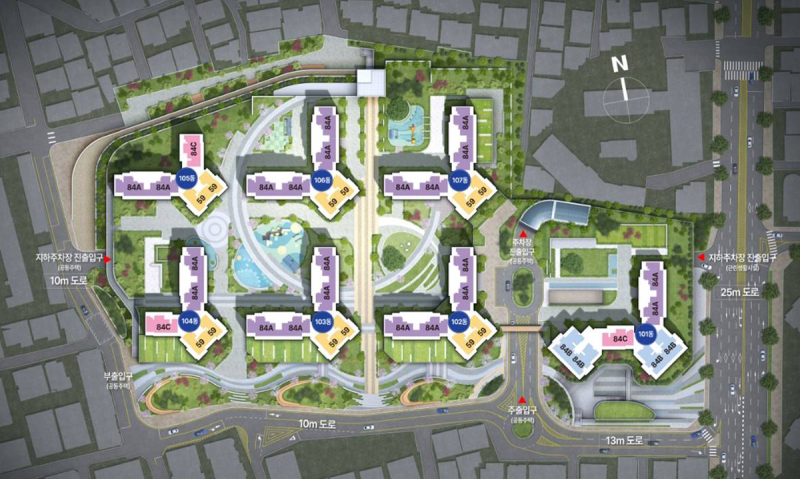 N
84A
84A
84A
84C
84A
84A
84A
105동
84A
84A
106동
84A
84A
107동
84A
84A
59
59
59
59
59
59
주차장
진출입구
(공동주택)
지하주차장 진출입구
(공동주택)
10m 도로
지하주차장 진출입구
(근린생활시설)
25m 도로
84A
84A
84A
84A
84A
84A
84A
84A
84C
104동
84A
84A
103동
84A
84A
102동
84C
101동
59
59
59
59
59
59
84B
84B
84B
84B
부출입구
(공동주택)
주출입구
(공동주택)
10m 도로
13m 도로